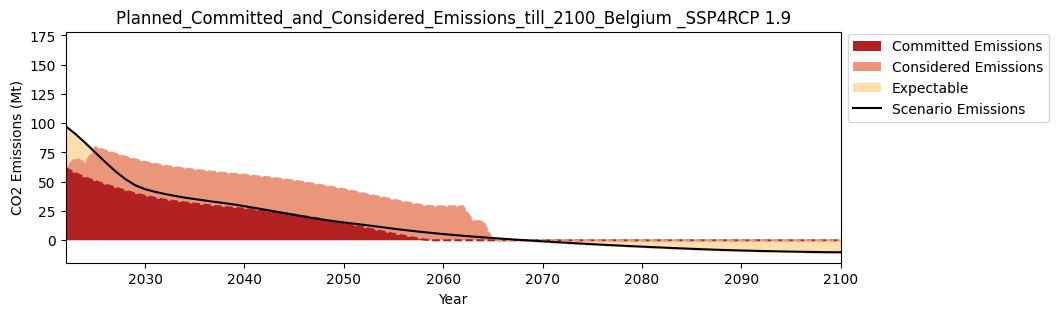 Planned_Committed_and_Considered_Emissions_till_2100_Belgium _SSP4RCP 1.9
CO2 Emissions (Mt)
175
150
125
100
75
50
25
0
2030 2040 2050 2060 2070 2080 2090 2100
Year
Committed Emissions
Considered Emissions
Expectable
Scenario Emissions